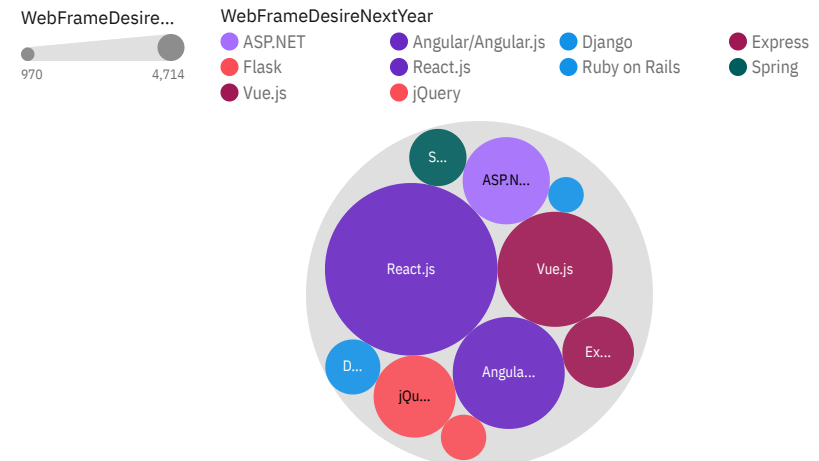 WebFrameDesire...
970 4,714
WebFrameDesireNextYear
ASP.NET Angular/Angular.js Django Express
Flask React.js Ruby on Rails Spring
Vue.js jQuery
S...
ASP.N...
React.js
Vue.js
Ex...
D...
Angula...
jQu...